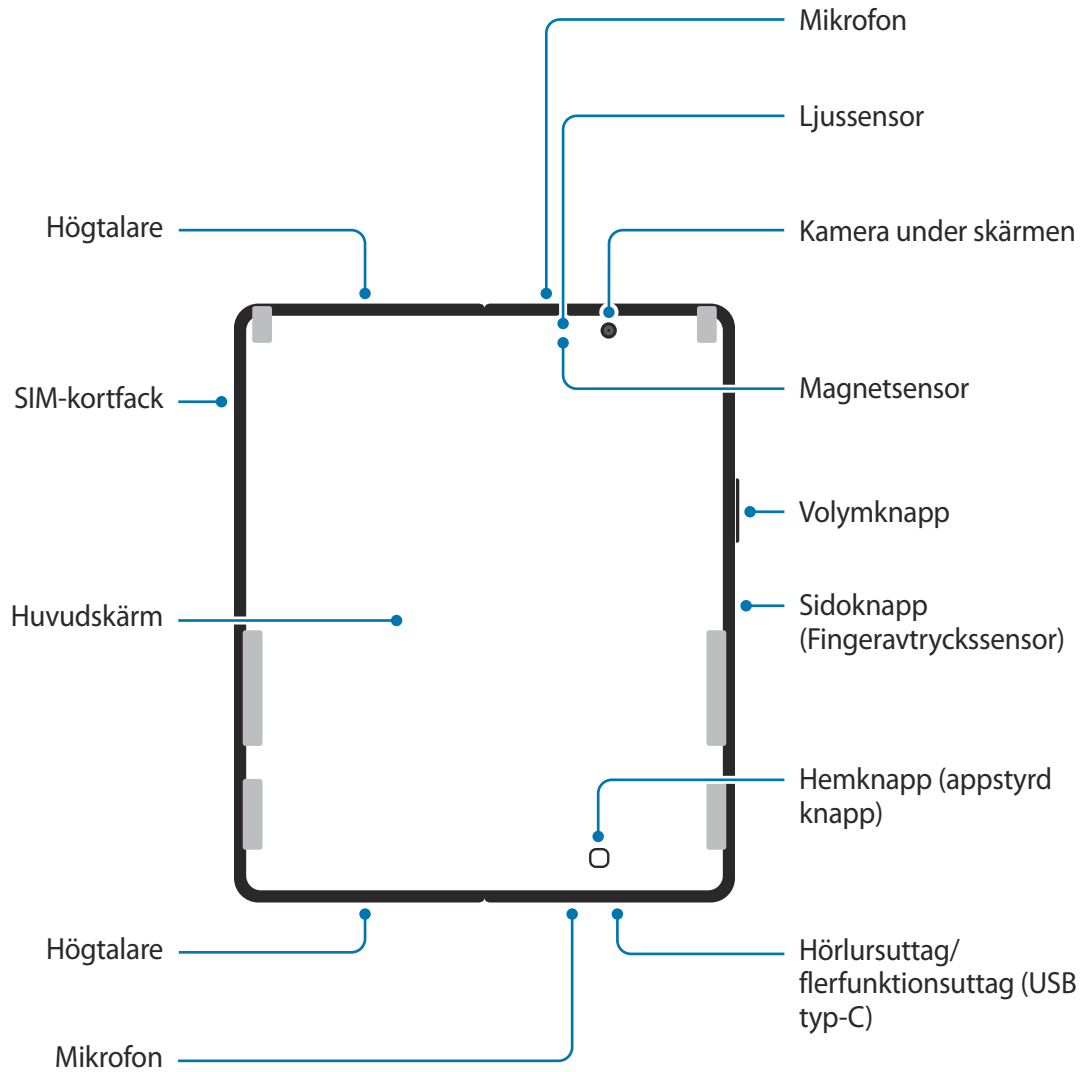 Mikrofon
Ljussensor
Högtalare
Kamera under skärmen
SIM-kortfack
Magnetsensor
Volymknapp
Huvudskärm
Sidoknapp
(Fingeravtryckssensor)
Hemknapp (appstyrd
knapp)
Högtalare
Hörlursuttag/
flerfunktionsuttag (USB
typ-C)
Mikrofon